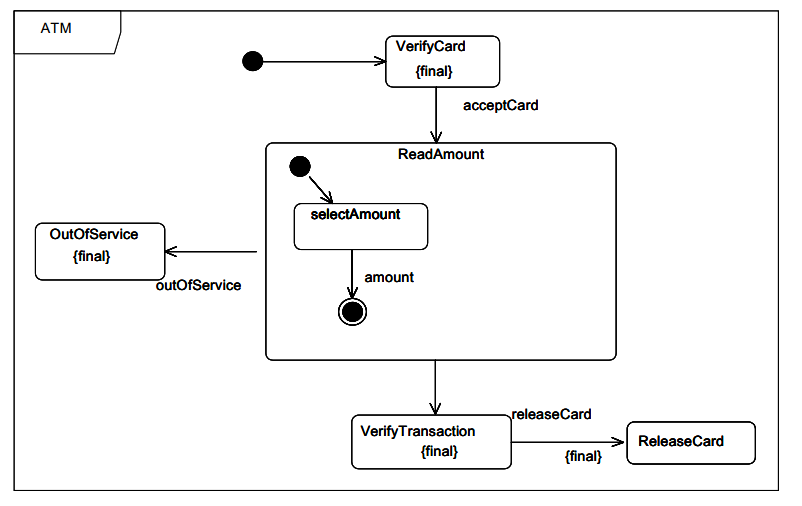 ATM
VerifyCard
{final}
acceptCard
ReadAmount
selectAmount
amount
OutOfService
{final}
outOfService
VerifyTransaction
{final}
releaseCard
{final}
ReleaseCard